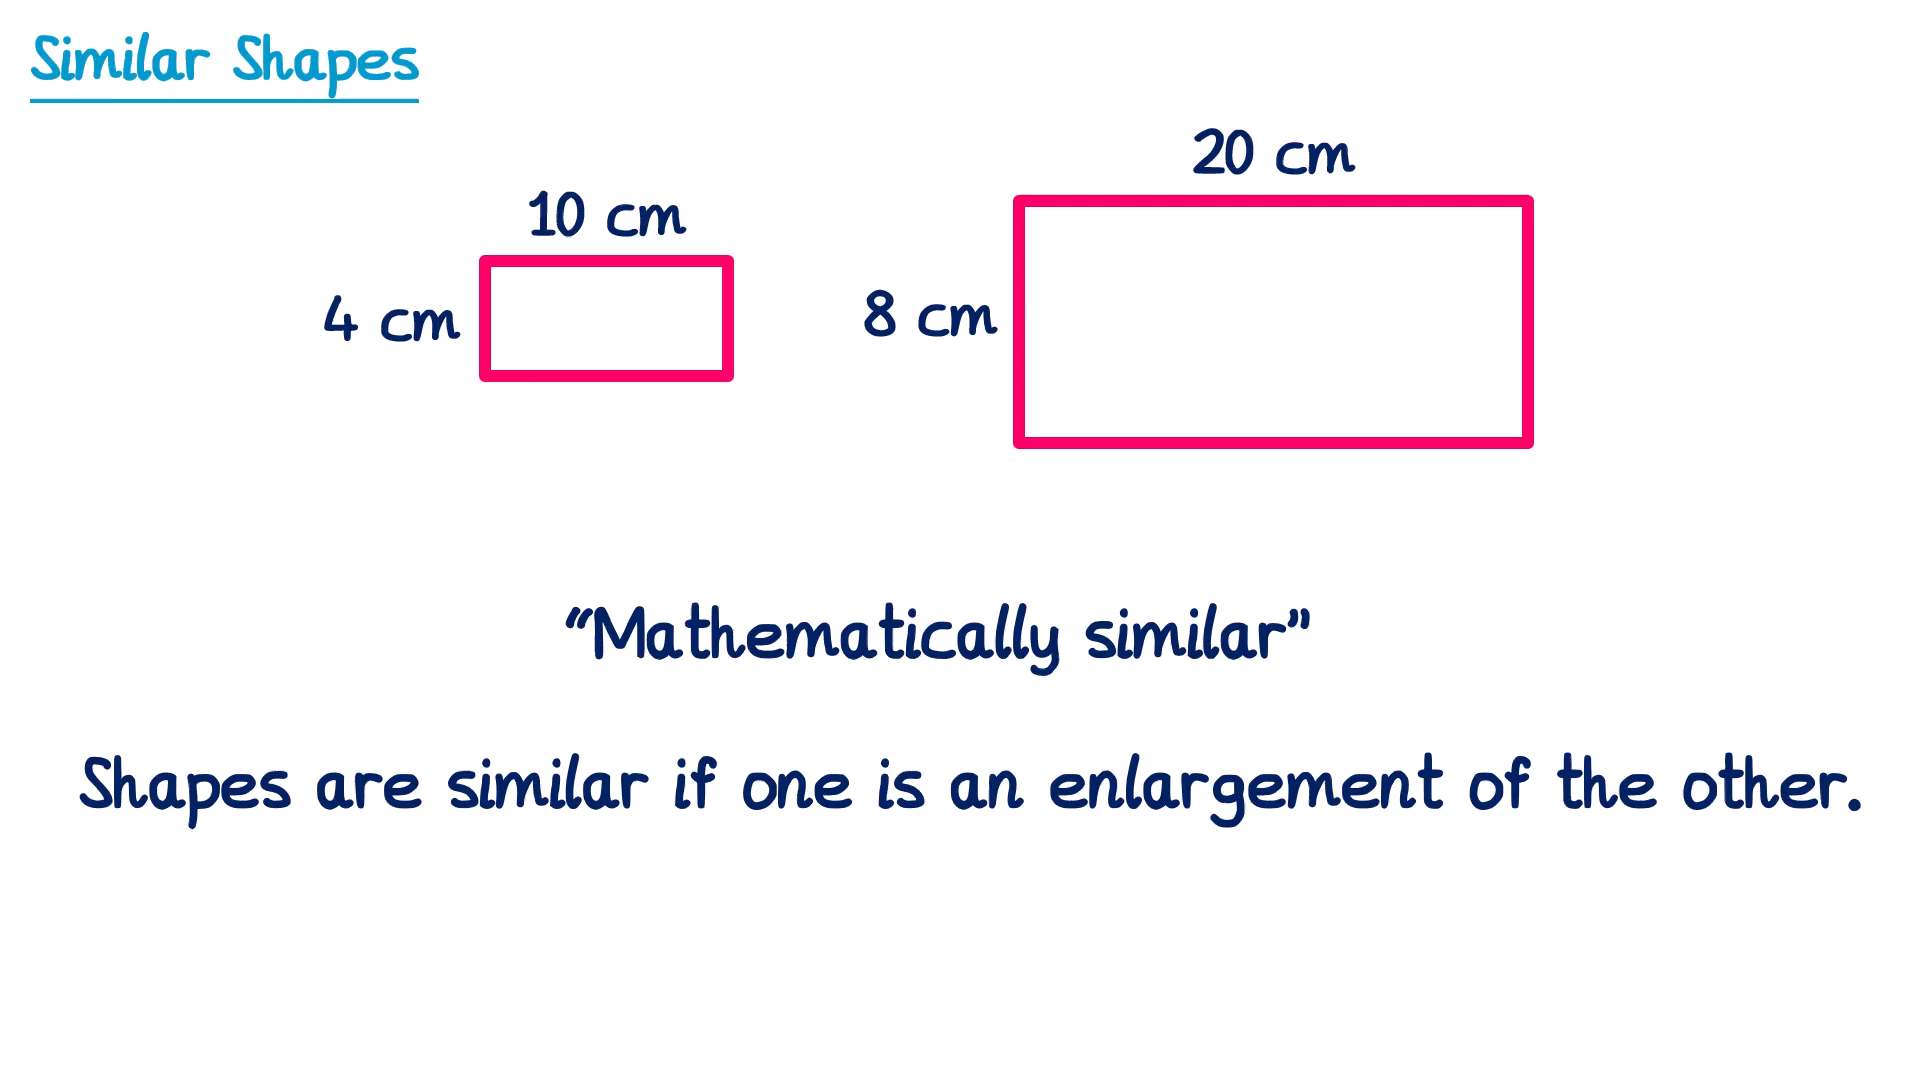 Similar Shapes
20 cm
10 cm
4 cm
8 cm
“Mathematically similar”
Shapes are similar if one is an enlargement of the other.